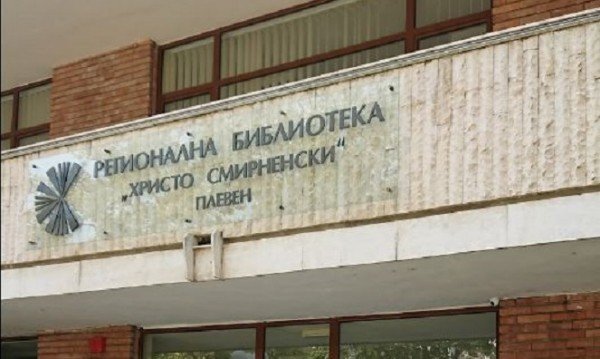 РЕГИОНАЛНА БИБЛИОТЕКА
„ХРИСТО СМИРНЕНСКИ“
ПЛЕВЕН